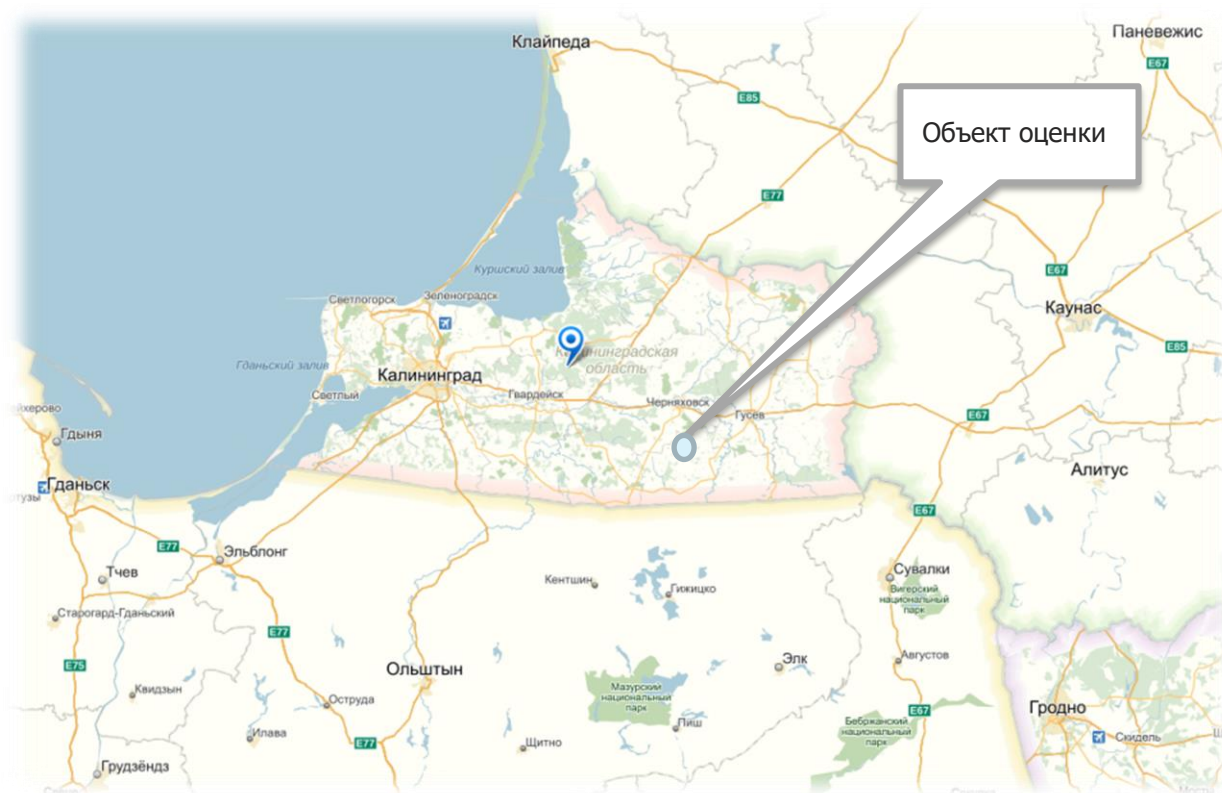 Клайпеда
Паневежис
E67
E85
Объект оценки
E77
Куршский залив
E67
Светлогорск
Зеленоградск
Каунас
E85
Калининградская
область
Гданьский залив
Калининград
Светлый
Гвардейск
Черняховск
Гусев
E67
Гдыня
Алитус
Гданьск
E67
E77
Эльблонг
Тчев
Кентшин
Гижицко
Сувалки
Вигерский
национальный
парк
Старогард-Гданьский
E77
E75
Ольштын
Элк
Августов
Квидзын
Оструда
Мазурский
национальный
парк
Гродно
E67
Илава
E77
Щитно
Пиш
Бебжанский
национальный
парк
Скидель
Грудзёндз